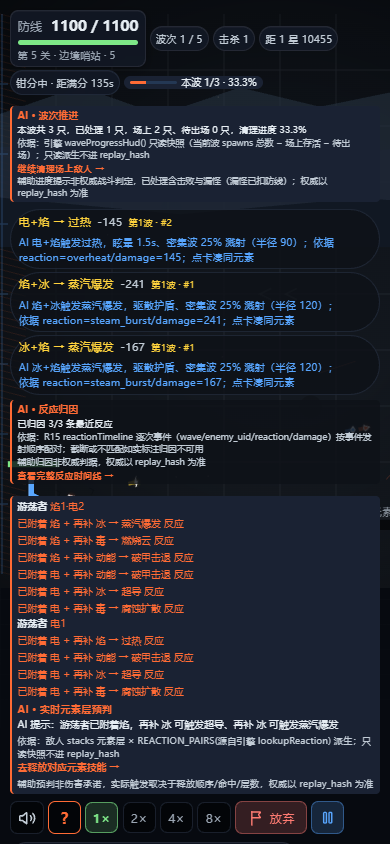 防线 1100 / 1100
第 5 关 · 边境哨站 · 5
波次 1 / 5
击杀 1
距 1 星 10455
钳分中 · 距满分 135s
本波 1/3 · 33.3%
AI • 波次推进
本波共 3 只，已处理 1 只，场上 2 只、待出场 0 只，清理进度 33.3%
依据：引擎 waveProgressHud() 只读快照（当前波 spawns 总数 − 场上存活 − 待出
场）；只读派生不进 replay_hash
继续清理场上敌人 →
辅助进度提示非权威战斗判定，已处理含击败与漏怪（漏怪已扣防线）；权威以
replay_hash 为准
电+焰 → 过热 -145 第1波 · #2
AI 电+焰触发过热，眩晕 1.5s、密集波 25% 溅射（半径 90）；依据
reaction=overheat/damage=145；点卡凑同元素
焰+冰 → 蒸汽爆发 -241 第1波 · #1
AI 焰+冰触发蒸汽爆发，驱散护盾、密集波 25% 溅射（半径 120）；
依据 reaction=steam_burst/damage=241；点卡凑同元素
冰+焰 → 蒸汽爆发 -167 第1波 · #1
AI 冰+焰触发蒸汽爆发，驱散护盾、密集波 25% 溅射（半径 120）；
依据 reaction=steam_burst/damage=167；点卡凑同元素
AI • 反应归因
已归因 3/3 条最近反应
依据：R15 reactionTimeline 逐次事件（wave/enemy_uid/reaction/damage）按事件发
射顺序配对；截断或不匹配如实标注归因不可用
辅助归因非权威判据，权威以 replay_hash 为准
查看完整反应时间线 →
游荡者 焰1·电2
已附着 焰 + 再补 冰 → 蒸汽爆发 反应
已附着 焰 + 再补 毒 → 燃烧云 反应
已附着 焰 + 再补 动能 → 破甲击退 反应
已附着 电 + 再补 动能 → 破甲击退 反应
已附着 电 + 再补 冰 → 超导 反应
已附着 电 + 再补 毒 → 腐蚀扩散 反应
游荡者 电1
已附着 电 + 再补 焰 → 过热 反应
已附着 电 + 再补 动能 → 破甲击退 反应
已附着 电 + 再补 冰 → 超导 反应
已附着 电 + 再补 毒 → 腐蚀扩散 反应
AI • 实时元素层预判
AI 提示：游荡者已附着焰，再补 冰 可触发超导、再补 冰 可触发蒸汽爆发
依据：敌人 stacks 元素层 × REACTION_PAIRS(源自引擎 lookupReaction) 派生；只
读快照不进 replay_hash
去释放对应元素技能 →
辅助预判非伤害承诺，实际触发取决于释放顺序/命中/层数，权威以 replay_hash 为准
?
1×
2×
4×
8×
放弃